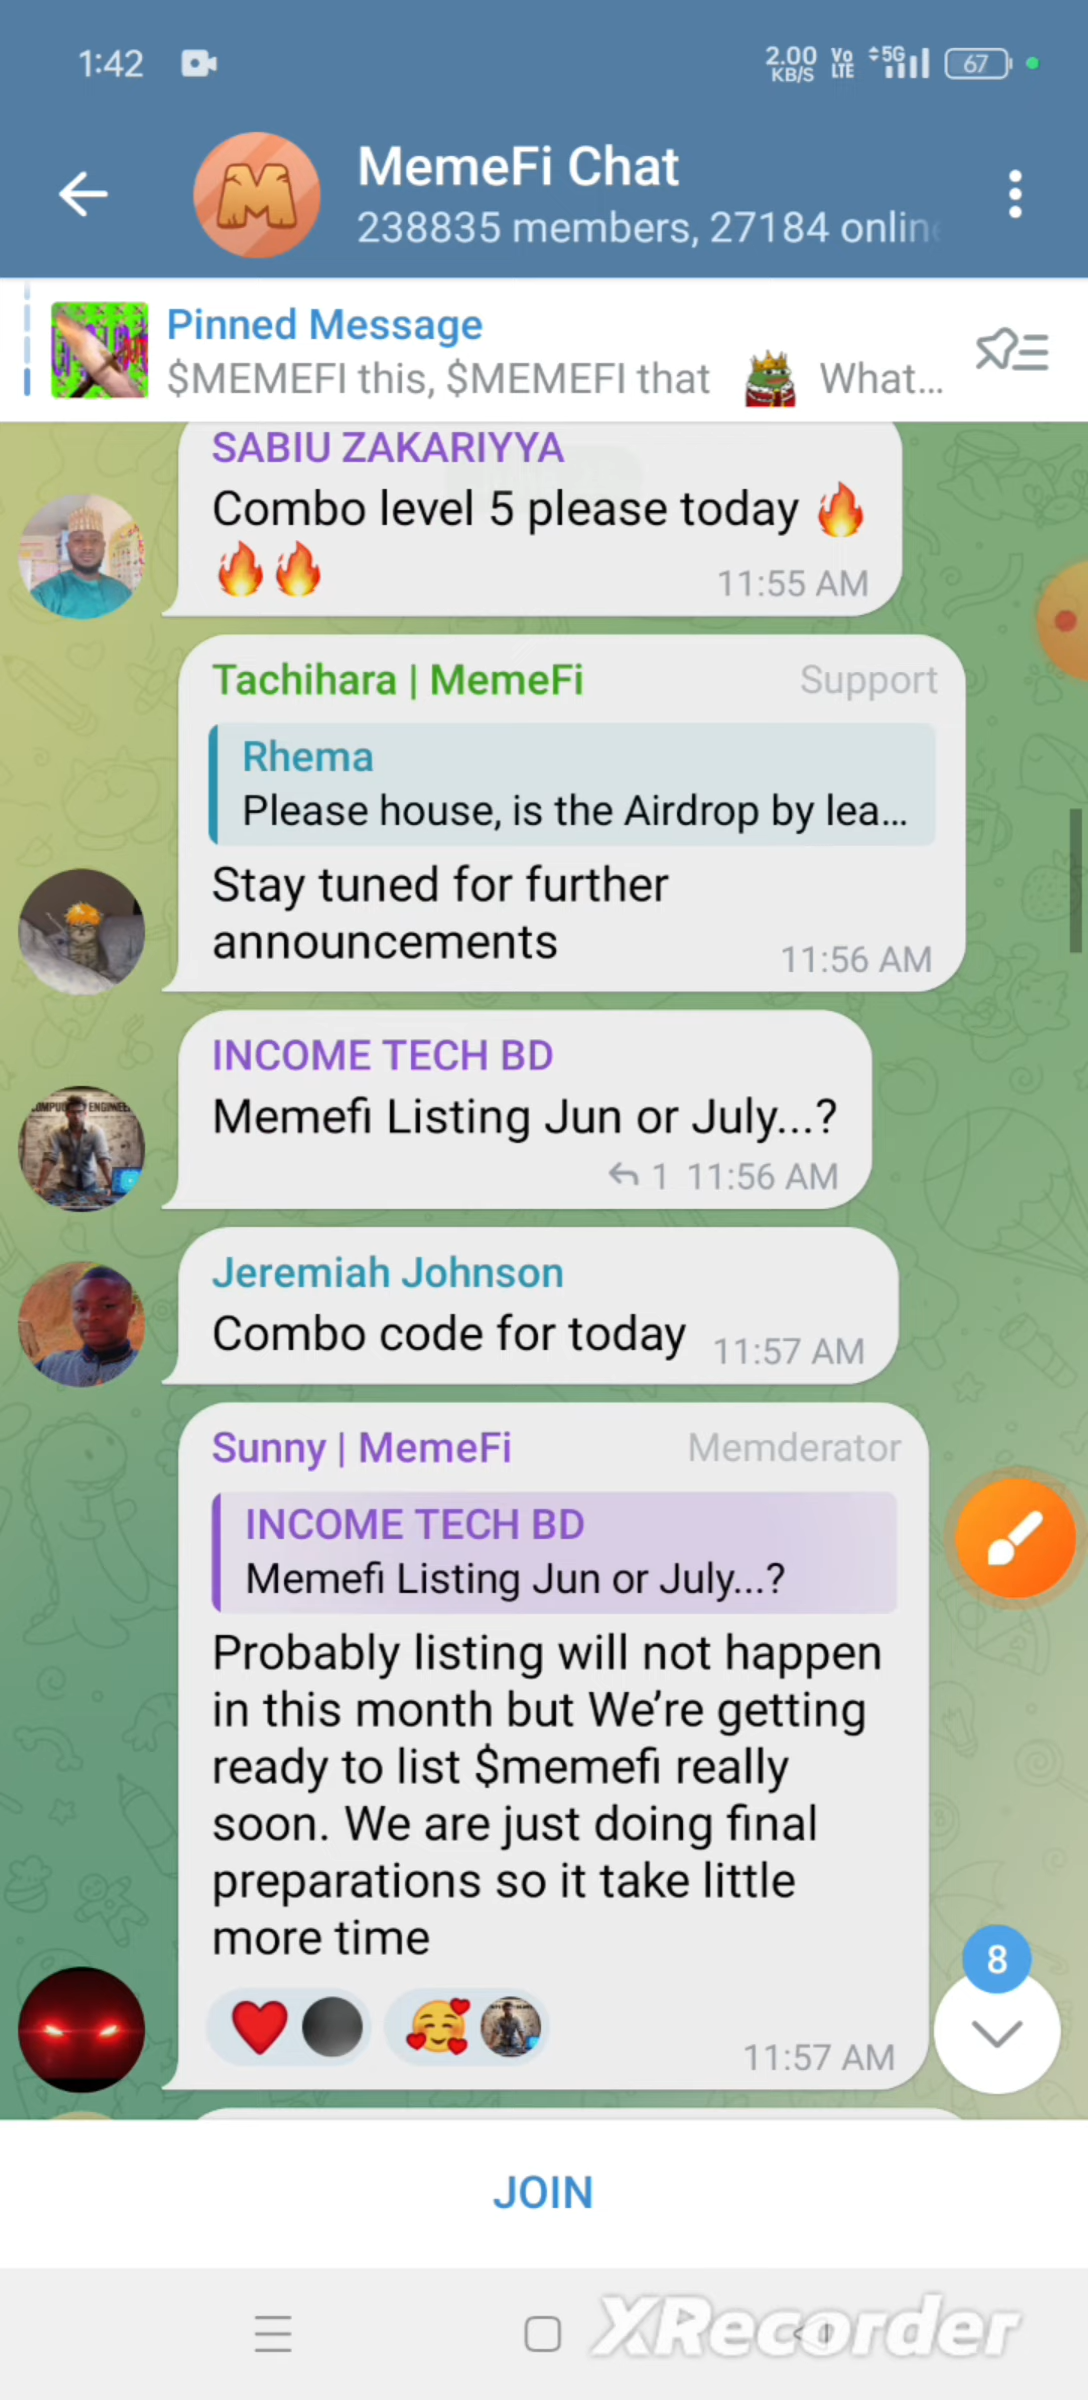 1:42
2.00 KB/S Vo LTE 5G 67
MemeFi Chat
238835 members, 27184 online
Pinned Message
$MEMEFI this, $MEMEFI that What...
SABIU ZAKARIYYA
Combo level 5 please today 🔥
🔥🔥
11:55 AM
Tachihara | MemeFi Support
Rhema
Please house, is the Airdrop by lea...
Stay tuned for further
announcements
11:56 AM
INCOME TECH BD
Memefi Listing Jun or July...?
1 11:56 AM
Jeremiah Johnson
Combo code for today 11:57 AM
Sunny | MemeFi Memderator
INCOME TECH BD
Memefi Listing Jun or July...?
Probably listing will not happen
in this month but We’re getting
ready to list $memefi really
soon. We are just doing final
preparations so it take little
more time
8
11:57 AM
JOIN
XRecorder